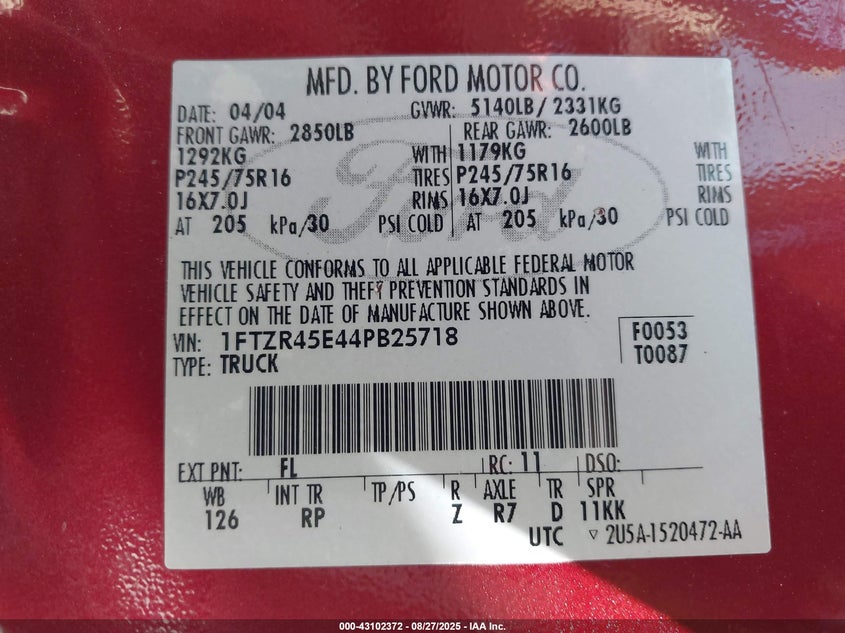 MFD. BY FORD MOTOR CO.
DATE: 04/04 GVWR: 5140LB/ 2331KG
FRONT GAWR: 2850LB REAR GAWR: 2600LB
1292KG WITH 1179KG WITH
P245/75R16 TIRES P245/75R16 TIRES
16X7.0J RIMS 16X7.0J RIMS
AT 205 kPa/30 PSI COLD AT 205 kPa/30 PSI COLD
Ford
THIS VEHICLE CONFORMS TO ALL APPLICABLE FEDERAL MOTOR
VEHICLE SAFETY AND THEFT PREVENTION STANDARDS IN
EFFECT ON THE DATE OF MANUFACTURE SHOWN ABOVE.
VIN: 1FTZR45E44PB25718 F0053
TYPE: TRUCK T0087
EXT PNT: FL RC: 11 DSO:
WB INT TR TP/PS R AXLE TR SPR
126 RP Z R7 D 11KK
UTC ▽ 2U5A-1520472-AA
000-43102372 - 08/27/2025 - IAA Inc.